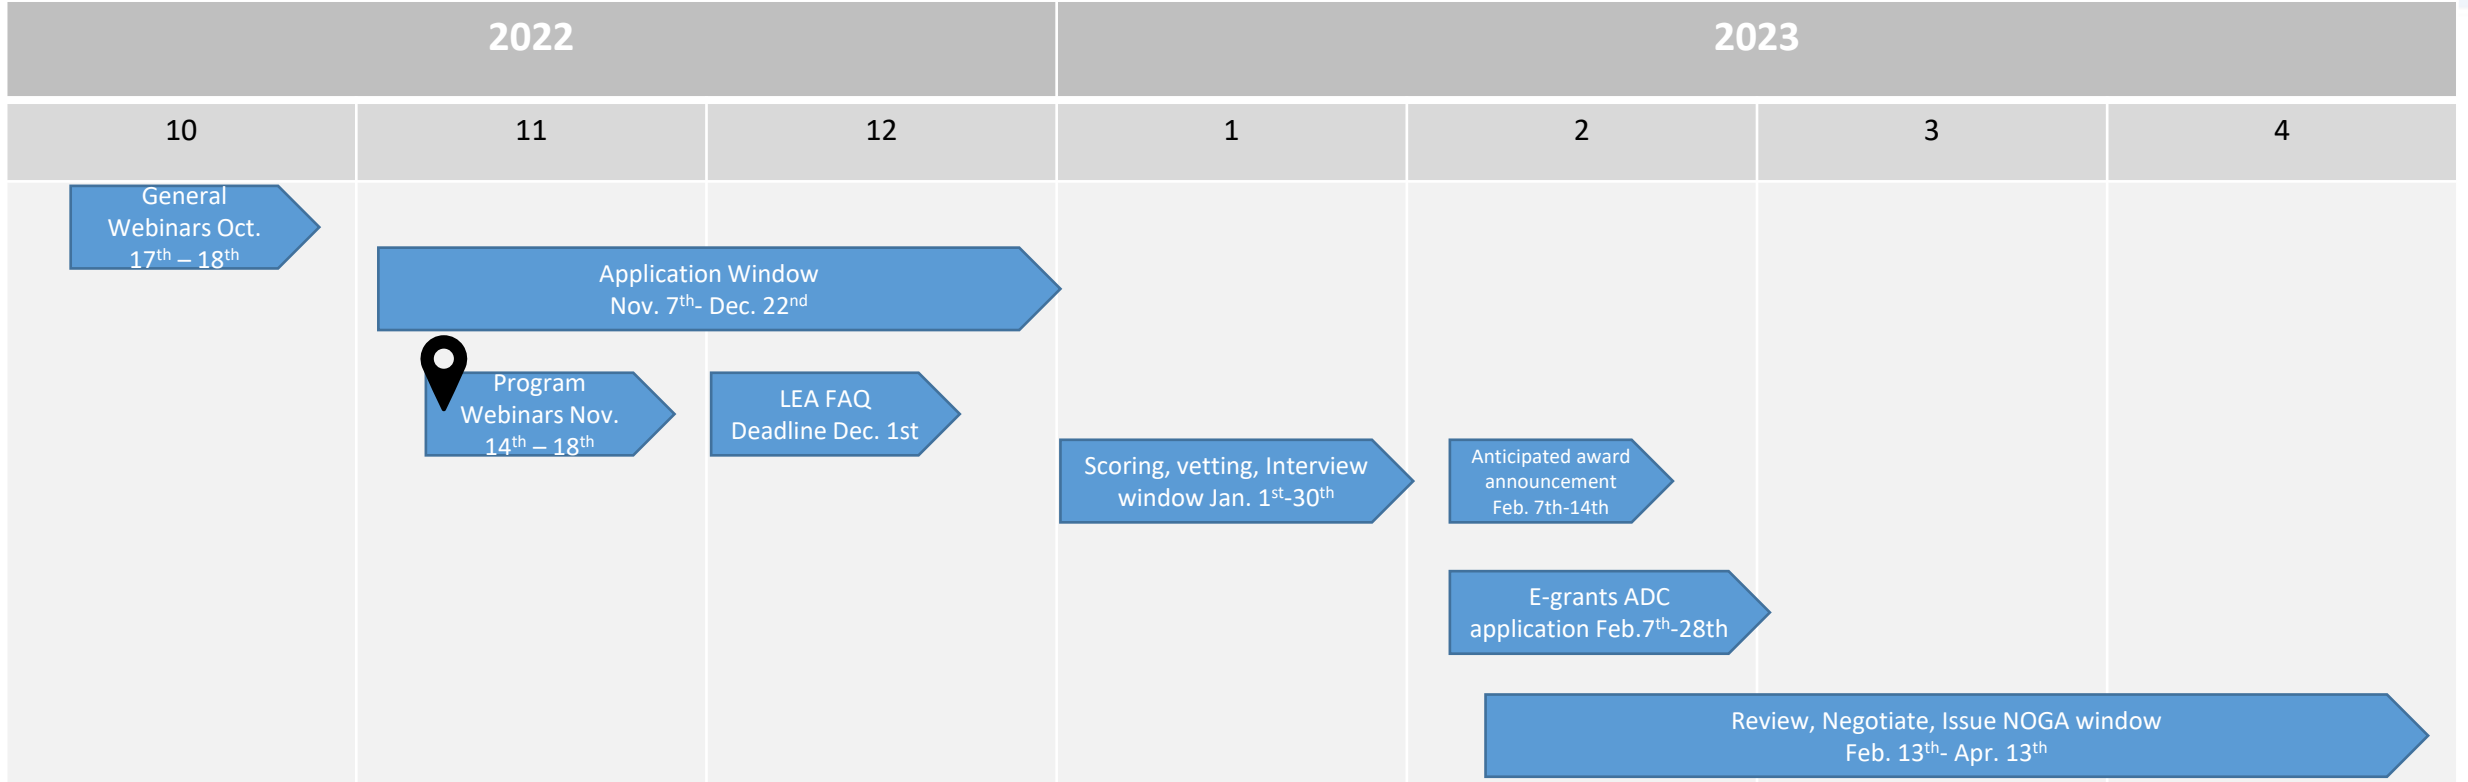 2022
2023
10
11
12
1
2
3
4
General
Webinars Oct.
17th – 18th
Application Window
Nov. 7th- Dec. 22nd
Program
Webinars Nov.
14th – 18th
LEA FAQ
Deadline Dec. 1st
Scoring, vetting, Interview
window Jan. 1st-30th
Anticipated award
announcement
Feb. 7th-14th
E-grants ADC
application Feb.7th-28th
Review, Negotiate, Issue NOGA window
Feb. 13th- Apr. 13th